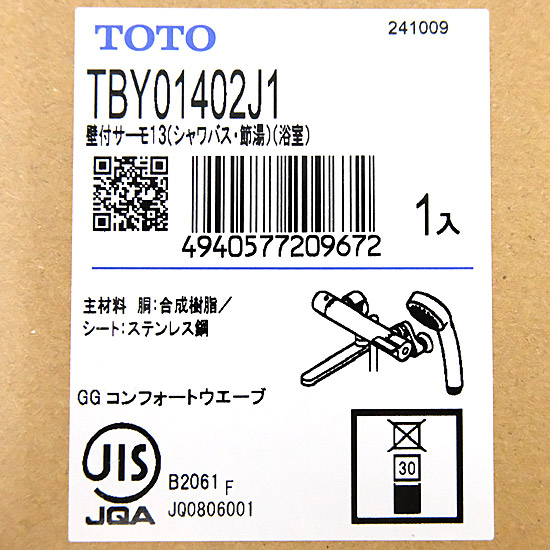 TOTO
241009
TBY01402J1
壁付サーモ13(シャワバス・節湯)(浴室)
1入
4940577209672
主材料 胴:合成樹脂/
シート:ステンレス鋼
GG コンフォートウエーブ
30
JIS
JQA
B2061 F
JQ0806001